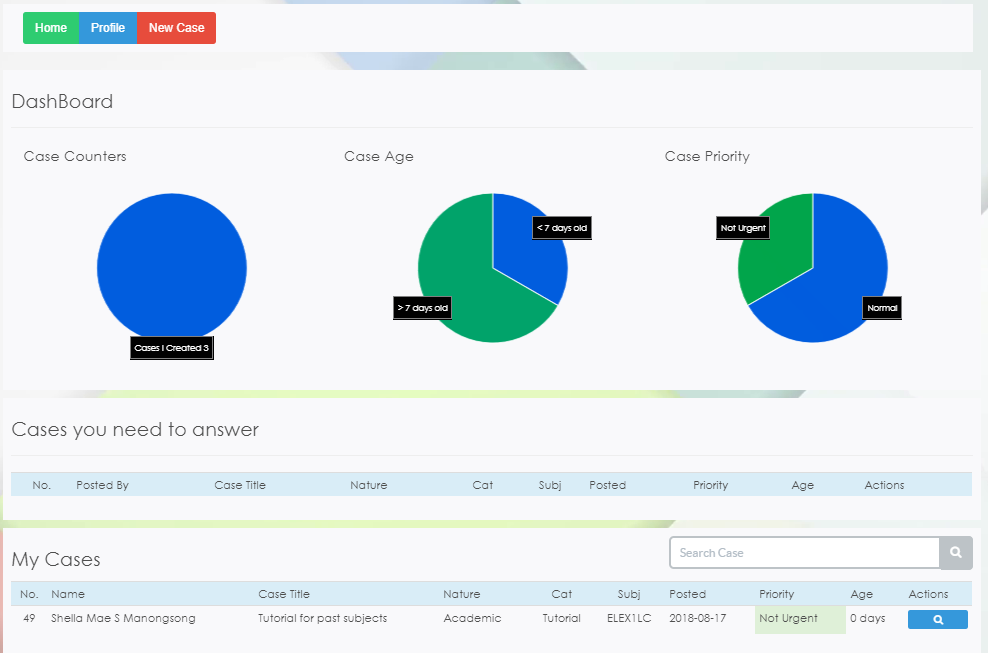 Home Profile New Case
DashBoard
Case Counters Case Age Case Priority
< 7 days old Not Urgent
> 7 days old Normal
Cases I Created 3
Cases you need to answer
No. Posted By Case Title Nature Cat Subj Posted Priority Age Actions
My Cases Search Case
No. Name Case Title Nature Cat Subj Posted Priority Age Actions
49 Shella Mae S Manongsong Tutorial for past subjects Academic Tutorial ELEX1LC 2018-08-17 Not Urgent 0 days